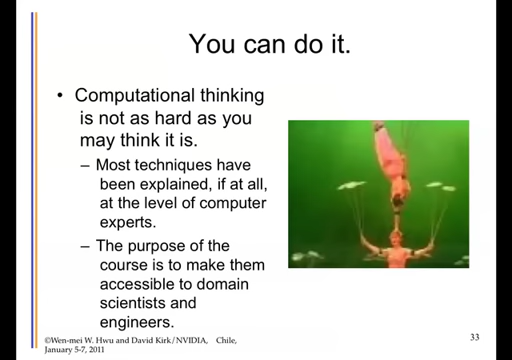 You can do it.
• Computational thinking
is not as hard as you
may think it is.
– Most techniques have
been explained, if at all,
at the level of computer
experts.
– The purpose of the
course is to make them
accessible to domain
scientists and
engineers.
©Wen-mei W. Hwu and David Kirk/NVIDIA, Chile,
January 5-7, 2011
33